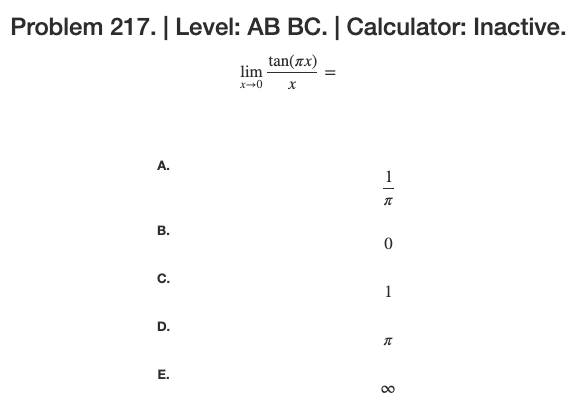 Problem 217. | Level: AB BC. | Calculator: Inactive.
lim x→0 tan(πx)/x =
A. 1/π
B. 0
C. 1
D. π
E. ∞